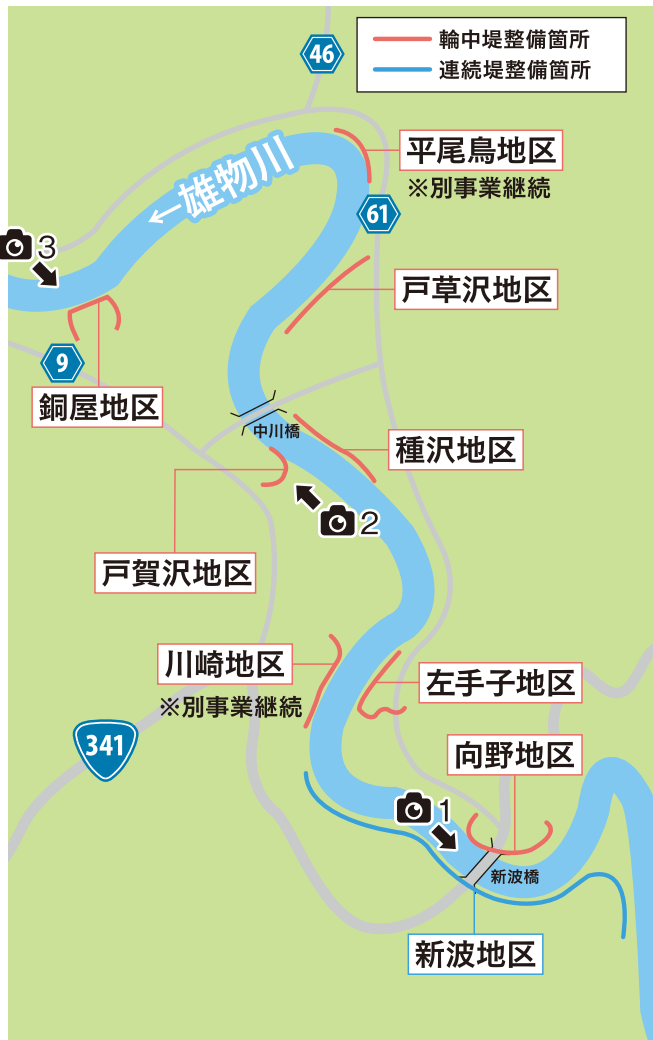 輪中堤整備箇所
連続堤整備箇所
46
平尾鳥地区
※別事業継続
←雄物川
61
3
戸草沢地区
9
銅屋地区
中川橋
種沢地区
2
戸賀沢地区
川崎地区
※別事業継続
左手子地区
341
向野地区
1
新波橋
新波地区